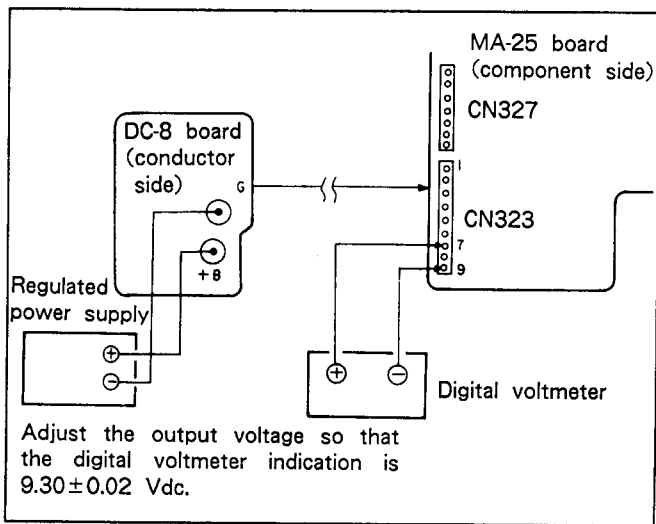 MA-25 board
(component side)
CN327
DC-8 board
(conductor
side)
G
1
CN323
7
9
+8
Regulated
power supply
+
−
+
−
Digital voltmeter
Adjust the output voltage so that
the digital voltmeter indication is
9.30±0.02 Vdc.